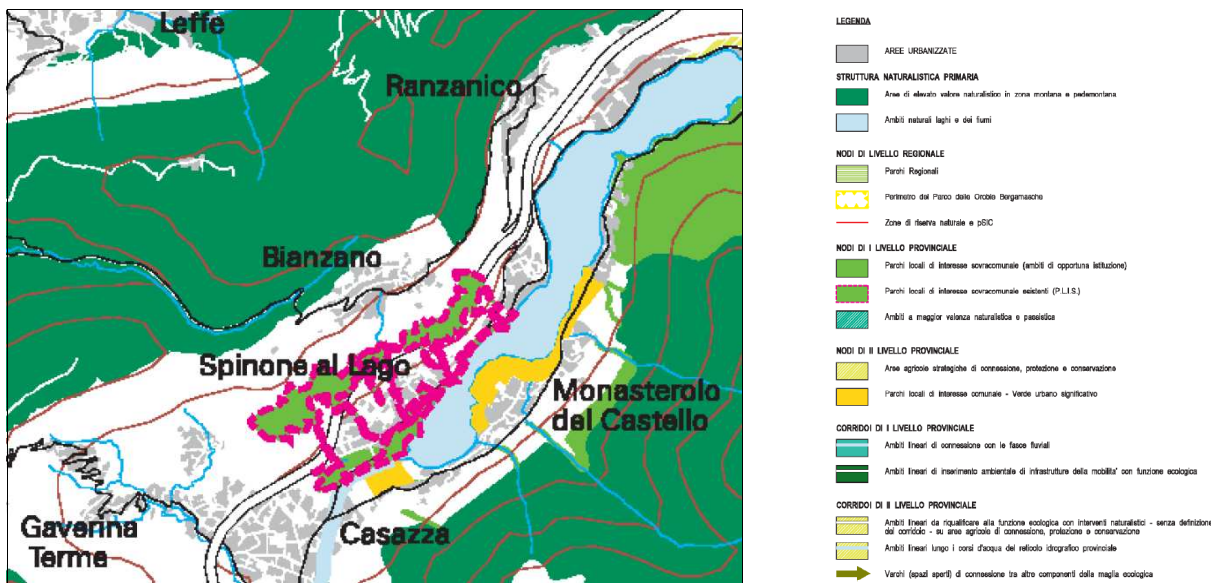 Leffe
Ranzanico
Bianzano
Spinone al Lago
Monasterolo
del Castello
Gaverina
Terme
Casazza
LEGENDA
AREE URBANIZZATE
STRUTTURA NATURALISTICA PRIMARIA
Aree di elevato valore naturalistico in zona montana e pedemontana
Ambiti naturali laghi e dei fiumi
NODI DI LIVELLO REGIONALE
Parchi Regionali
Perimetro del Parco delle Orobie Bergamasche
Zone di riserva naturale e pSIC
NODI DI I LIVELLO PROVINCIALE
Parchi locali di interesse sovracomunale (ambiti di opportuna istituzione)
Parchi locali di interesse sovracomunale esistenti (P.L.I.S.)
Ambiti a maggior valenza naturalistica e paesistica
NODI DI II LIVELLO PROVINCIALE
Aree agricole strategiche di connessione, protezione e conservazione
Parchi locali di interesse comunale - Verde urbano significativo
CORRIDOI DI I LIVELLO PROVINCIALE
Ambiti lineari di connessione con le fasce fluviali
Ambiti lineari di inserimento ambientale di infrastrutture della mobilita' con funzione ecologica
CORRIDOI DI II LIVELLO PROVINCIALE
Ambiti lineari da riqualificare alla funzione ecologica con interventi naturalistici - senza definizione
del corridoio - su aree agricole di connessione, protezione e conservazione
Ambiti lineari lungo i corsi d'acqua del reticolo idrografico provinciale
Varchi (spazi aperti) di connessione tra altre componenti della maglia ecologica